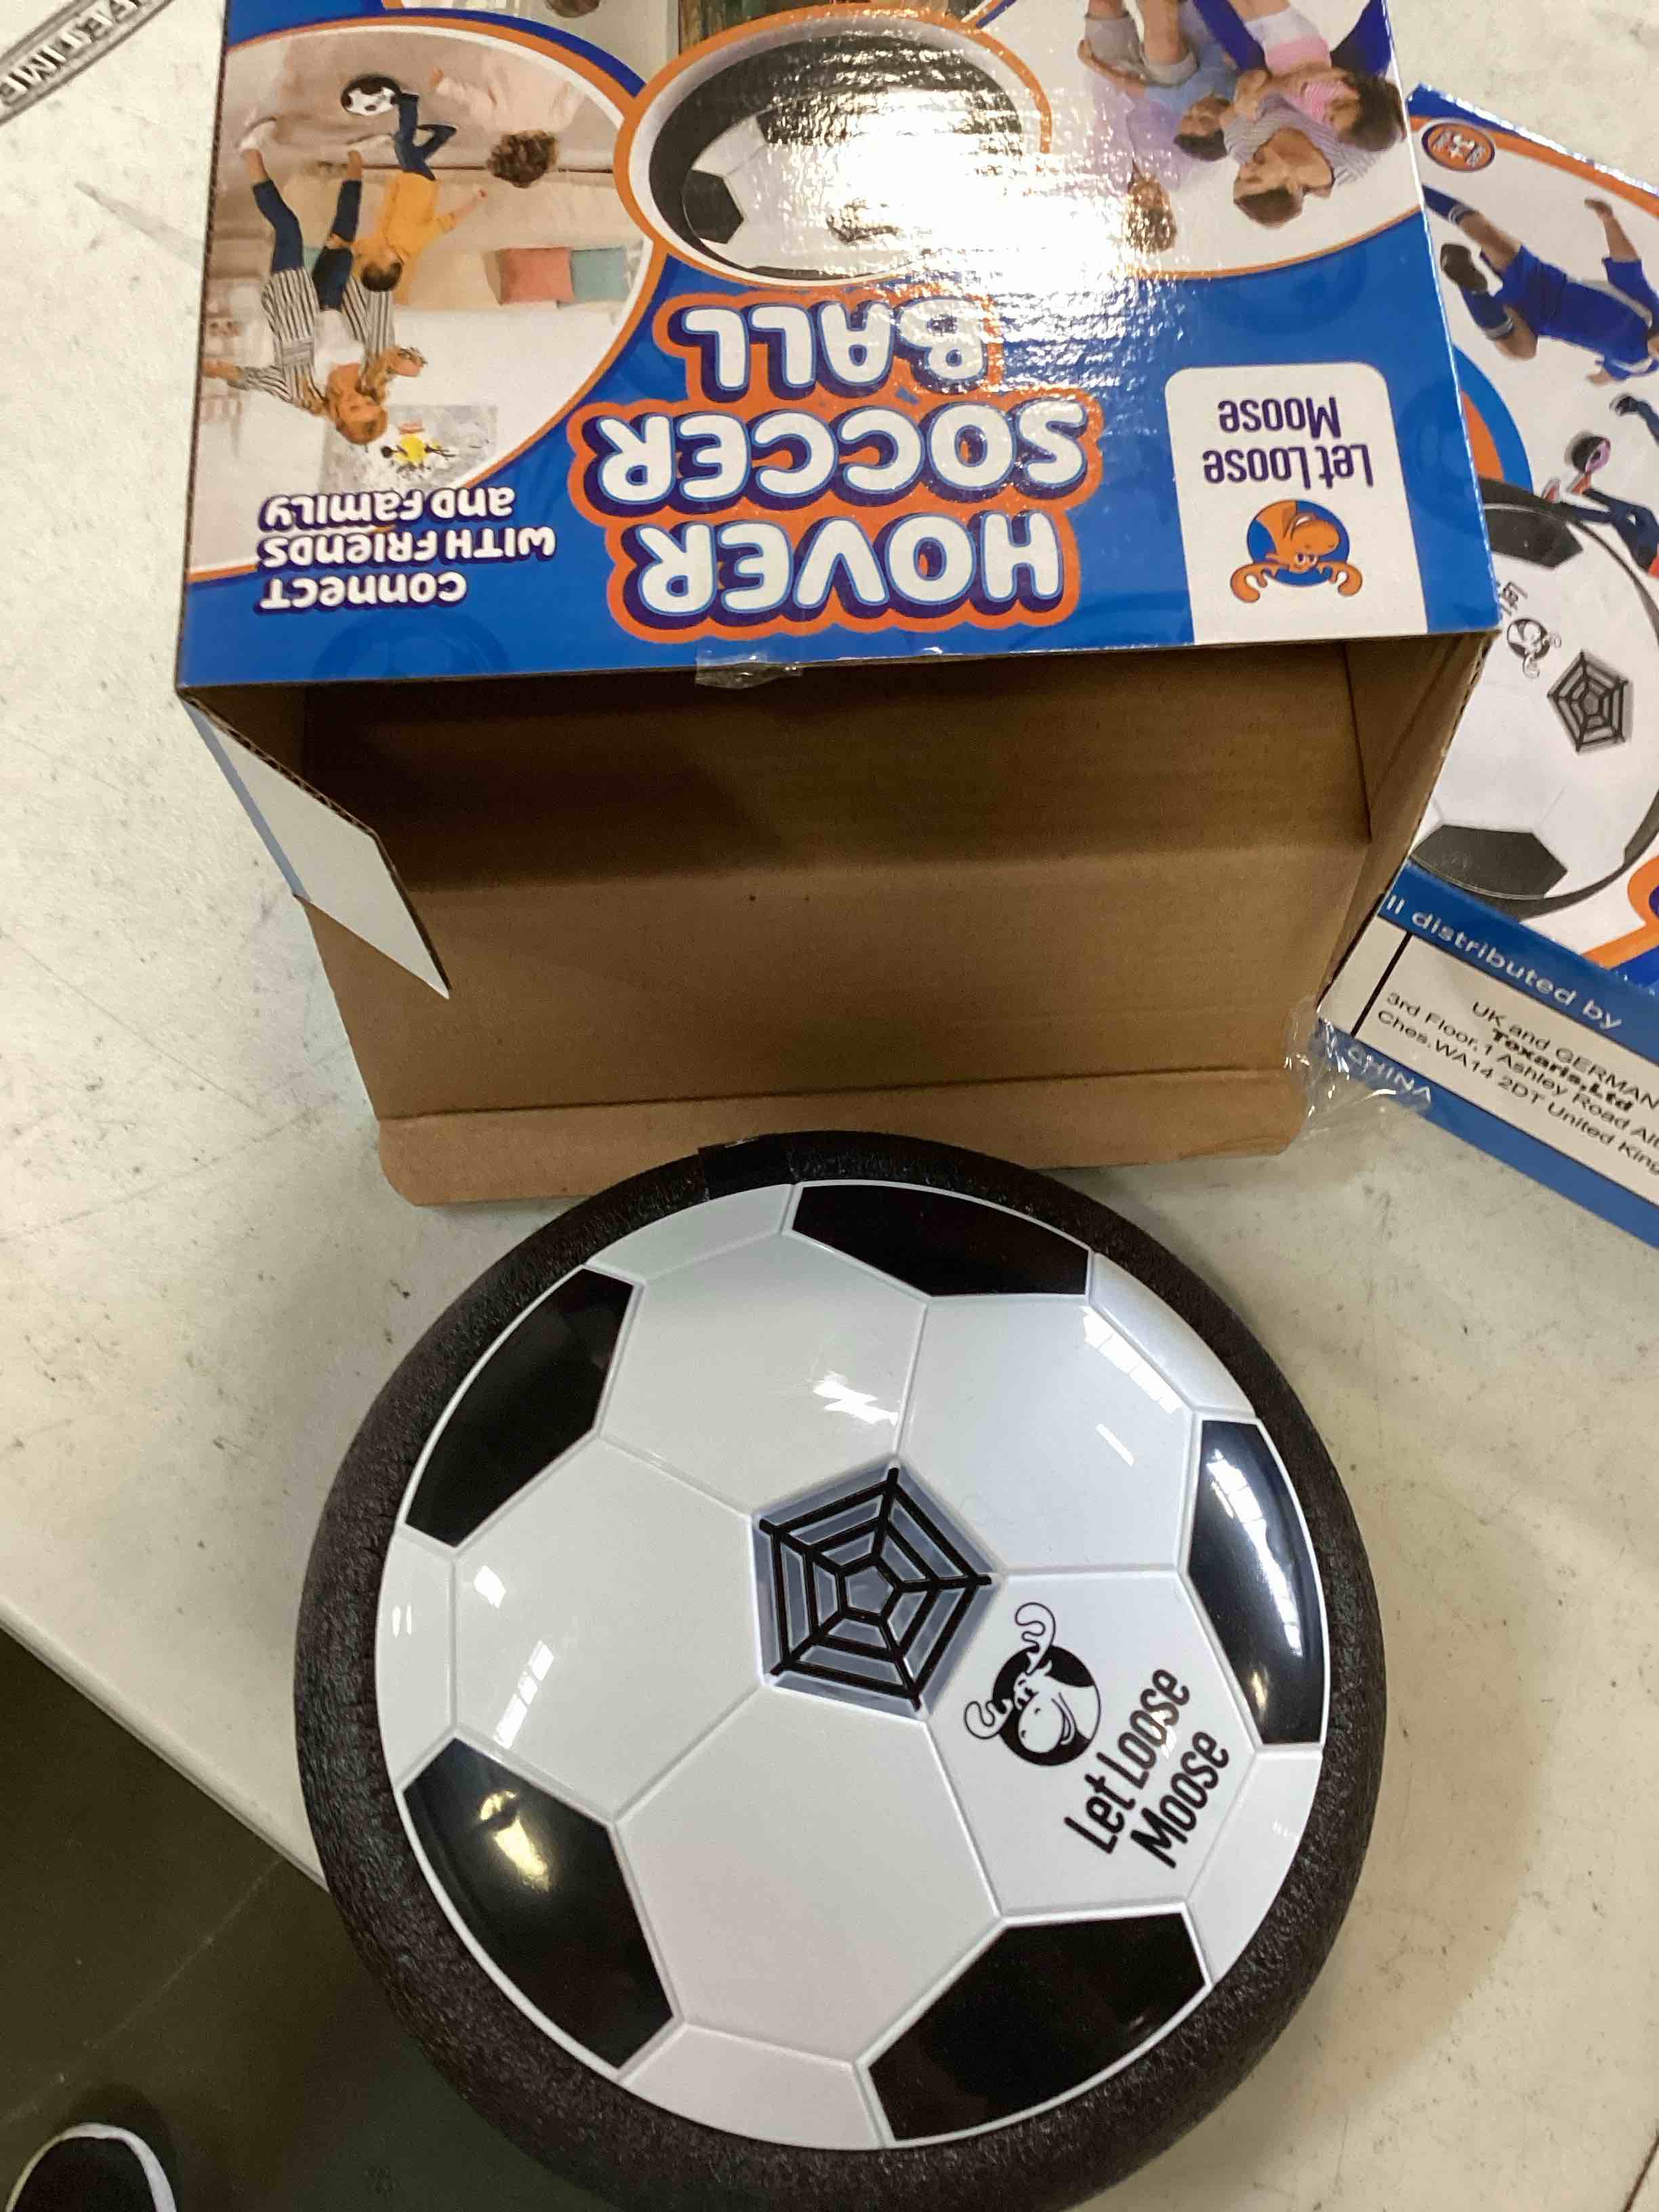 HOVER
SOCCER
BALL
Let Loose
Moose
CONNECT
WITH FRIENDS
AND FAMILY
Let Loose
Moose
Let
ll distributed by
UK and GERMAN
Toxaris,Ltd
3rd Floor,1 Ashley Road Alt
Ches.WA14 2DT United King
CHINA